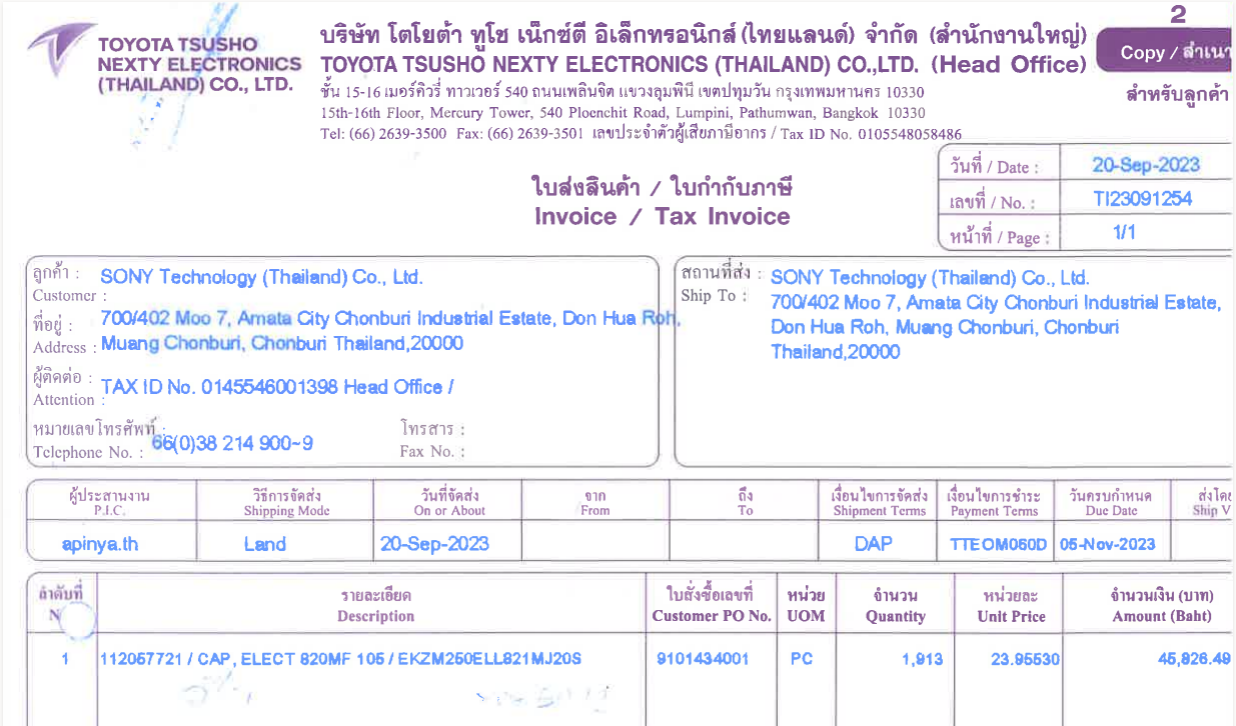 TOYOTA TSUSHO
NEXTY ELECTRONICS
(THAILAND) CO., LTD.
บริษัท โตโยต้า ทูโช เน็กซ์ตี อิเล็กทรอนิกส์ (ไทยแลนด์) จำกัด (สำนักงานใหญ่)
TOYOTA TSUSHO NEXTY ELECTRONICS (THAILAND) CO.,LTD. (Head Office)
ชั้น 15-16 เมอร์คิวรี่ ทาวเวอร์ 540 ถนนเพลินจิต แขวงลุมพินี เขตปทุมวัน กรุงเทพมหานคร 10330
15th-16th Floor, Mercury Tower, 540 Ploenchit Road, Lumpini, Pathumwan, Bangkok 10330
Tel: (66) 2639-3500 Fax: (66) 2639-3501 เลขประจำตัวผู้เสียภาษีอากร / Tax ID No. 0105548058486
2
Copy / สำเนา
สำหรับลูกค้า
ใบส่งสินค้า / ใบกำกับภาษี
Invoice / Tax Invoice
วันที่ / Date : 20-Sep-2023
เลขที่ / No. : TI23091254
หน้าที่ / Page : 1/1
ลูกค้า : SONY Technology (Thailand) Co., Ltd.
Customer :
ที่อยู่ : 700/402 Moo 7, Amata City Chonburi Industrial Estate, Don Hua Roh,
Address : Muang Chonburi, Chonburi Thailand,20000
ผู้ติดต่อ : TAX ID No. 0145546001398 Head Office /
Attention :
หมายเลขโทรศัพท์ : 66(0)38 214 900~9 โทรสาร :
Telephone No. : Fax No. :
สถานที่ส่ง : SONY Technology (Thailand) Co., Ltd.
Ship To : 700/402 Moo 7, Amata City Chonburi Industrial Estate,
Don Hua Roh, Muang Chonburi, Chonburi
Thailand,20000
ผู้ประสานงาน วิธีการจัดส่ง วันที่จัดส่ง จาก ถึง เงื่อนไขการจัดส่ง เงื่อนไขการชำระ วันครบกำหนด
P.I.C. Shipping Mode On or About From To Shipment Terms Payment Terms Due Date Ship
apinya.th Land 20-Sep-2023 DAP TTEOM060D 05-Nov-2023
ลำดับที่ รายละเอียด ใบสั่งซื้อเลขที่ หน่วย จำนวน หน่วยละ จำนวนเงิน (บาท)
Description Customer PO No. UOM Quantity Unit Price Amount (Baht)
1 112057721 / CAP, ELECT 820MF 105 / EKZM250ELL821MJ20S 9101434001 PC 1,913 23.95530 45,826.49